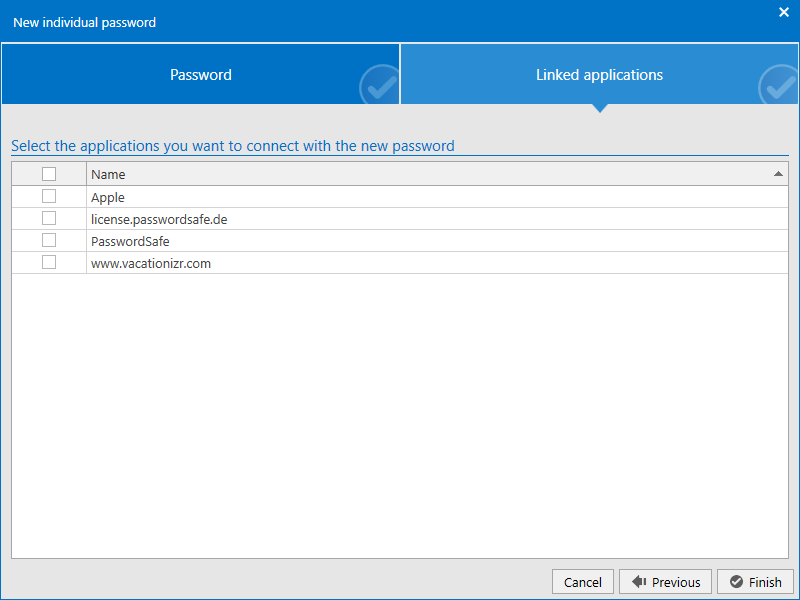 New individual password
Password
Linked applications
Select the applications you want to connect with the new password
Name
Apple
license.passwordsafe.de
PasswordSafe
www.vacationizr.com
Cancel
Previous
Finish